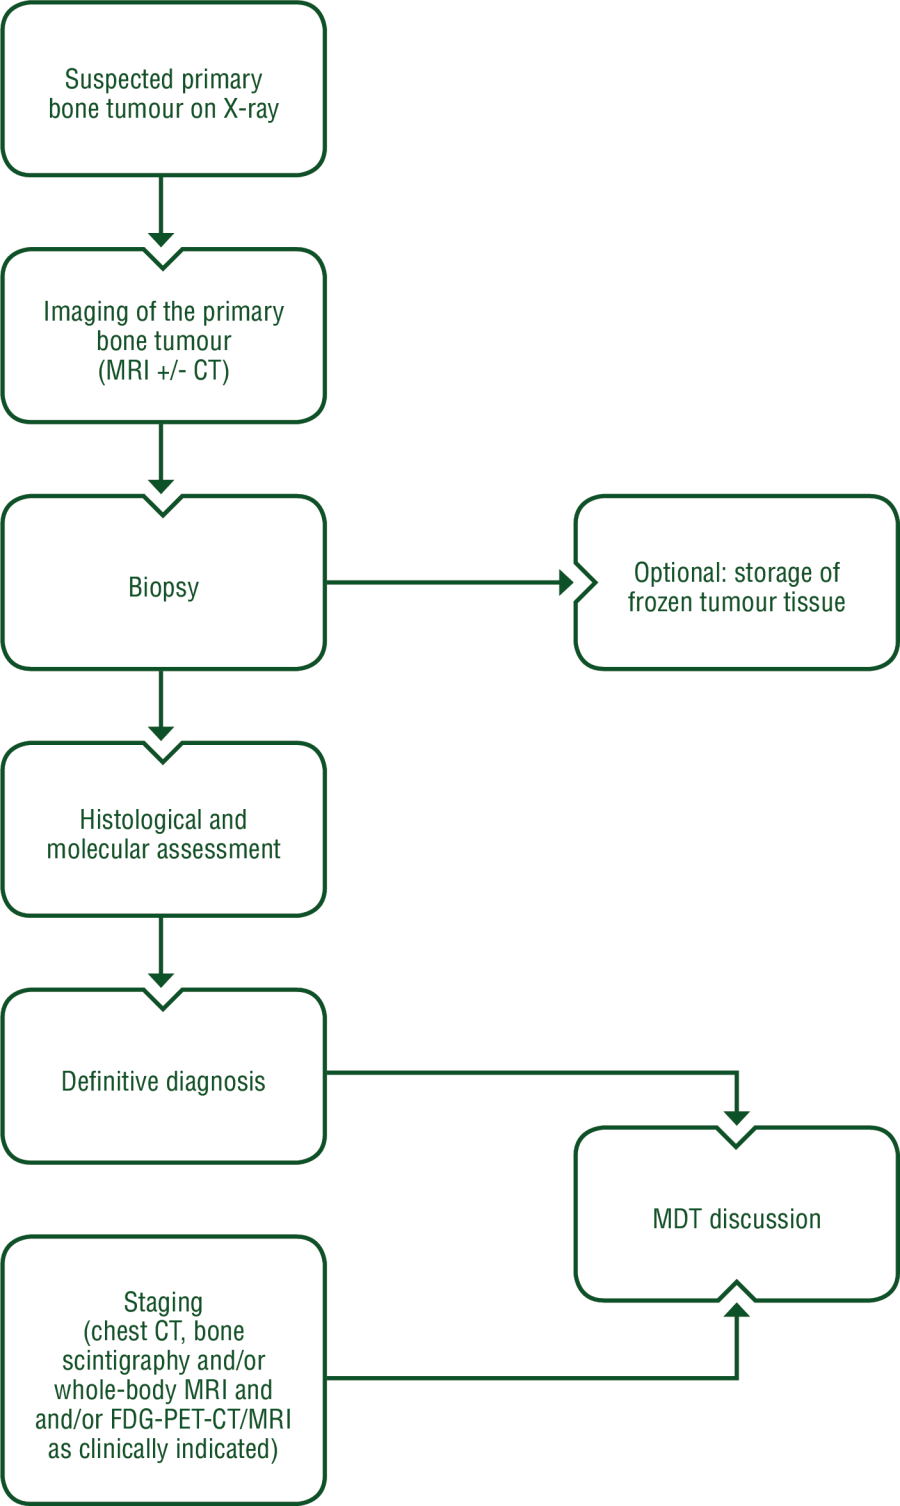 Suspected primary
bone tumour on X-ray
Imaging of the primary
bone tumour
(MRI +/- CT)
Biopsy
Optional: storage of
frozen tumour tissue
Histological and
molecular assessment
Definitive diagnosis
MDT discussion
Staging
(chest CT, bone
scintigraphy and/or
whole-body MRI and
and/or FDG-PET-CT/MRI
as clinically indicated)